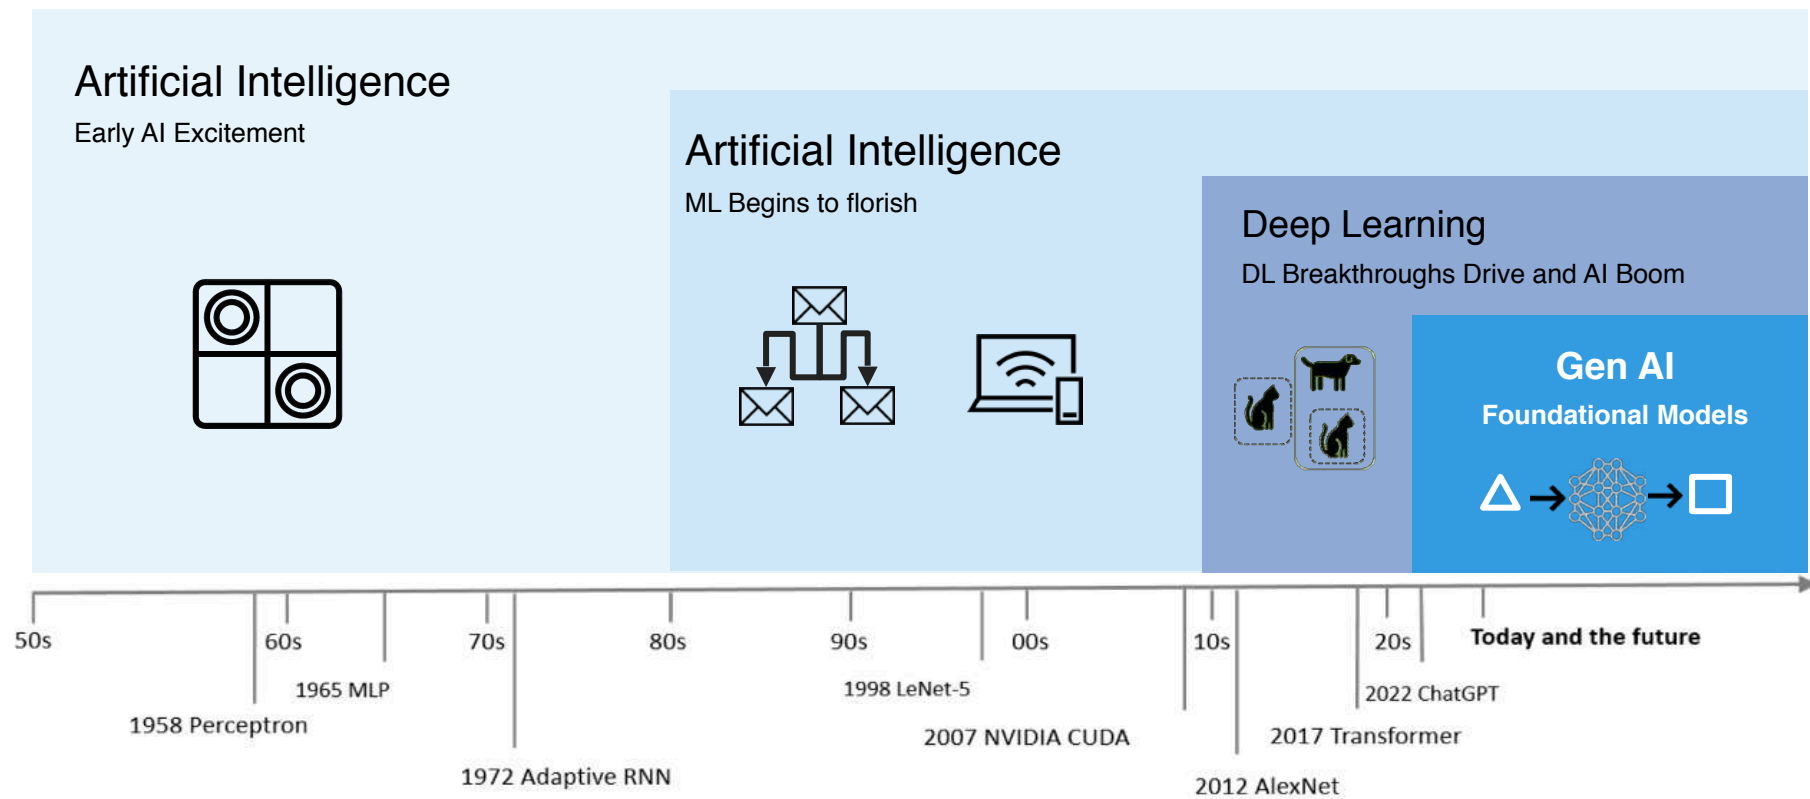 Artificial Intelligence
Early AI Excitement
Artificial Intelligence
ML Begins to florish
Deep Learning
DL Breakthroughs Drive and AI Boom
Gen AI
Foundational Models
50s
60s
70s
80s
90s
00s
10s
20s
Today and the future
1965 MLP
1998 LeNet-5
2022 ChatGPT
1958 Perceptron
2007 NVIDIA CUDA
2017 Transformer
1972 Adaptive RNN
2012 AlexNet